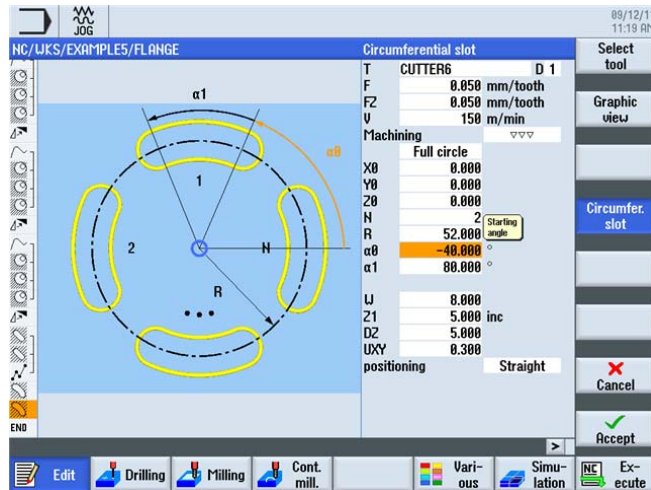 JOG
09/12/1
11:19 AM
NC/WKS/EXAMPLE5/FLANGE
Circumferential slot
Select tool
T CUTTER6 D 1
F 0.050 mm/tooth
FZ 0.050 mm/tooth
V 150 m/min
Machining ▽▽▽
Full circle
X0 0.000
Y0 0.000
Z0 0.000
N 2
R 52.000
α0 -40.000 °
α1 80.000 °
W 8.000
Z1 5.000 inc
DZ 5.000
UXY 0.300
positioning Straight
Starting angle
α1
α0
1
2
N
R
END
Graphic view
Circumfer. slot
Cancel
Accept
>
Edit
Drilling
Milling
Cont. mill.
Vari-ous
Simu-lation
NC Ex-ecute